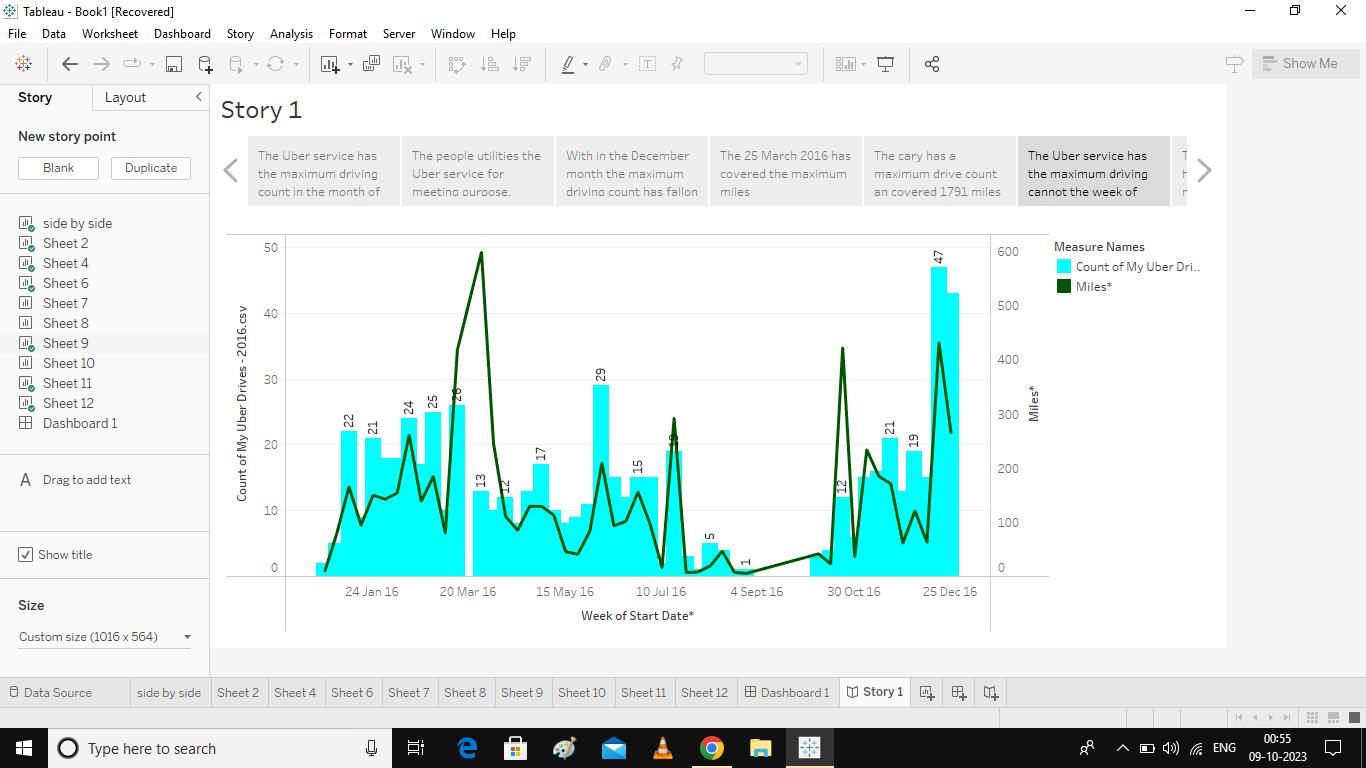 Tableau - Book1 [Recovered]
File Data Worksheet Dashboard Story Analysis Format Server Window Help
Show Me
Story Layout
New story point
Blank Duplicate
side by side
Sheet 2
Sheet 4
Sheet 6
Sheet 7
Sheet 8
Sheet 9
Sheet 10
Sheet 11
Sheet 12
Dashboard 1
A Drag to add text
Show title
Size
Custom size (1016 x 564)
Story 1
The Uber service has
the maximum driving
count in the month of
The people utilities the
Uber service for
meeting purpose.
With in the December
month the maximum
driving count has fallon
The 25 March 2016 has
covered the maximum
miles
The cary has a
maximum drive count
an covered 1791 miles
The Uber service has
the maximum driving
cannot the week of
Count of My Uber Drives - 2016.csv
50
40
30
20
10
0
22
21
24
25
26
13
12
17
29
15
19
5
1
12
21
19
47
600
500
400
300
200
100
0
Miles*
24 Jan 16 20 Mar 16 15 May 16 10 Jul 16 4 Sept 16 30 Oct 16 25 Dec 16
Week of Start Date*
Measure Names
Count of My Uber Dri..
Miles*
Data Source side by side Sheet 2 Sheet 4 Sheet 6 Sheet 7 Sheet 8 Sheet 9 Sheet 10 Sheet 11 Sheet 12 Dashboard 1 Story 1
Type here to search
ENG
00:55
09-10-2023